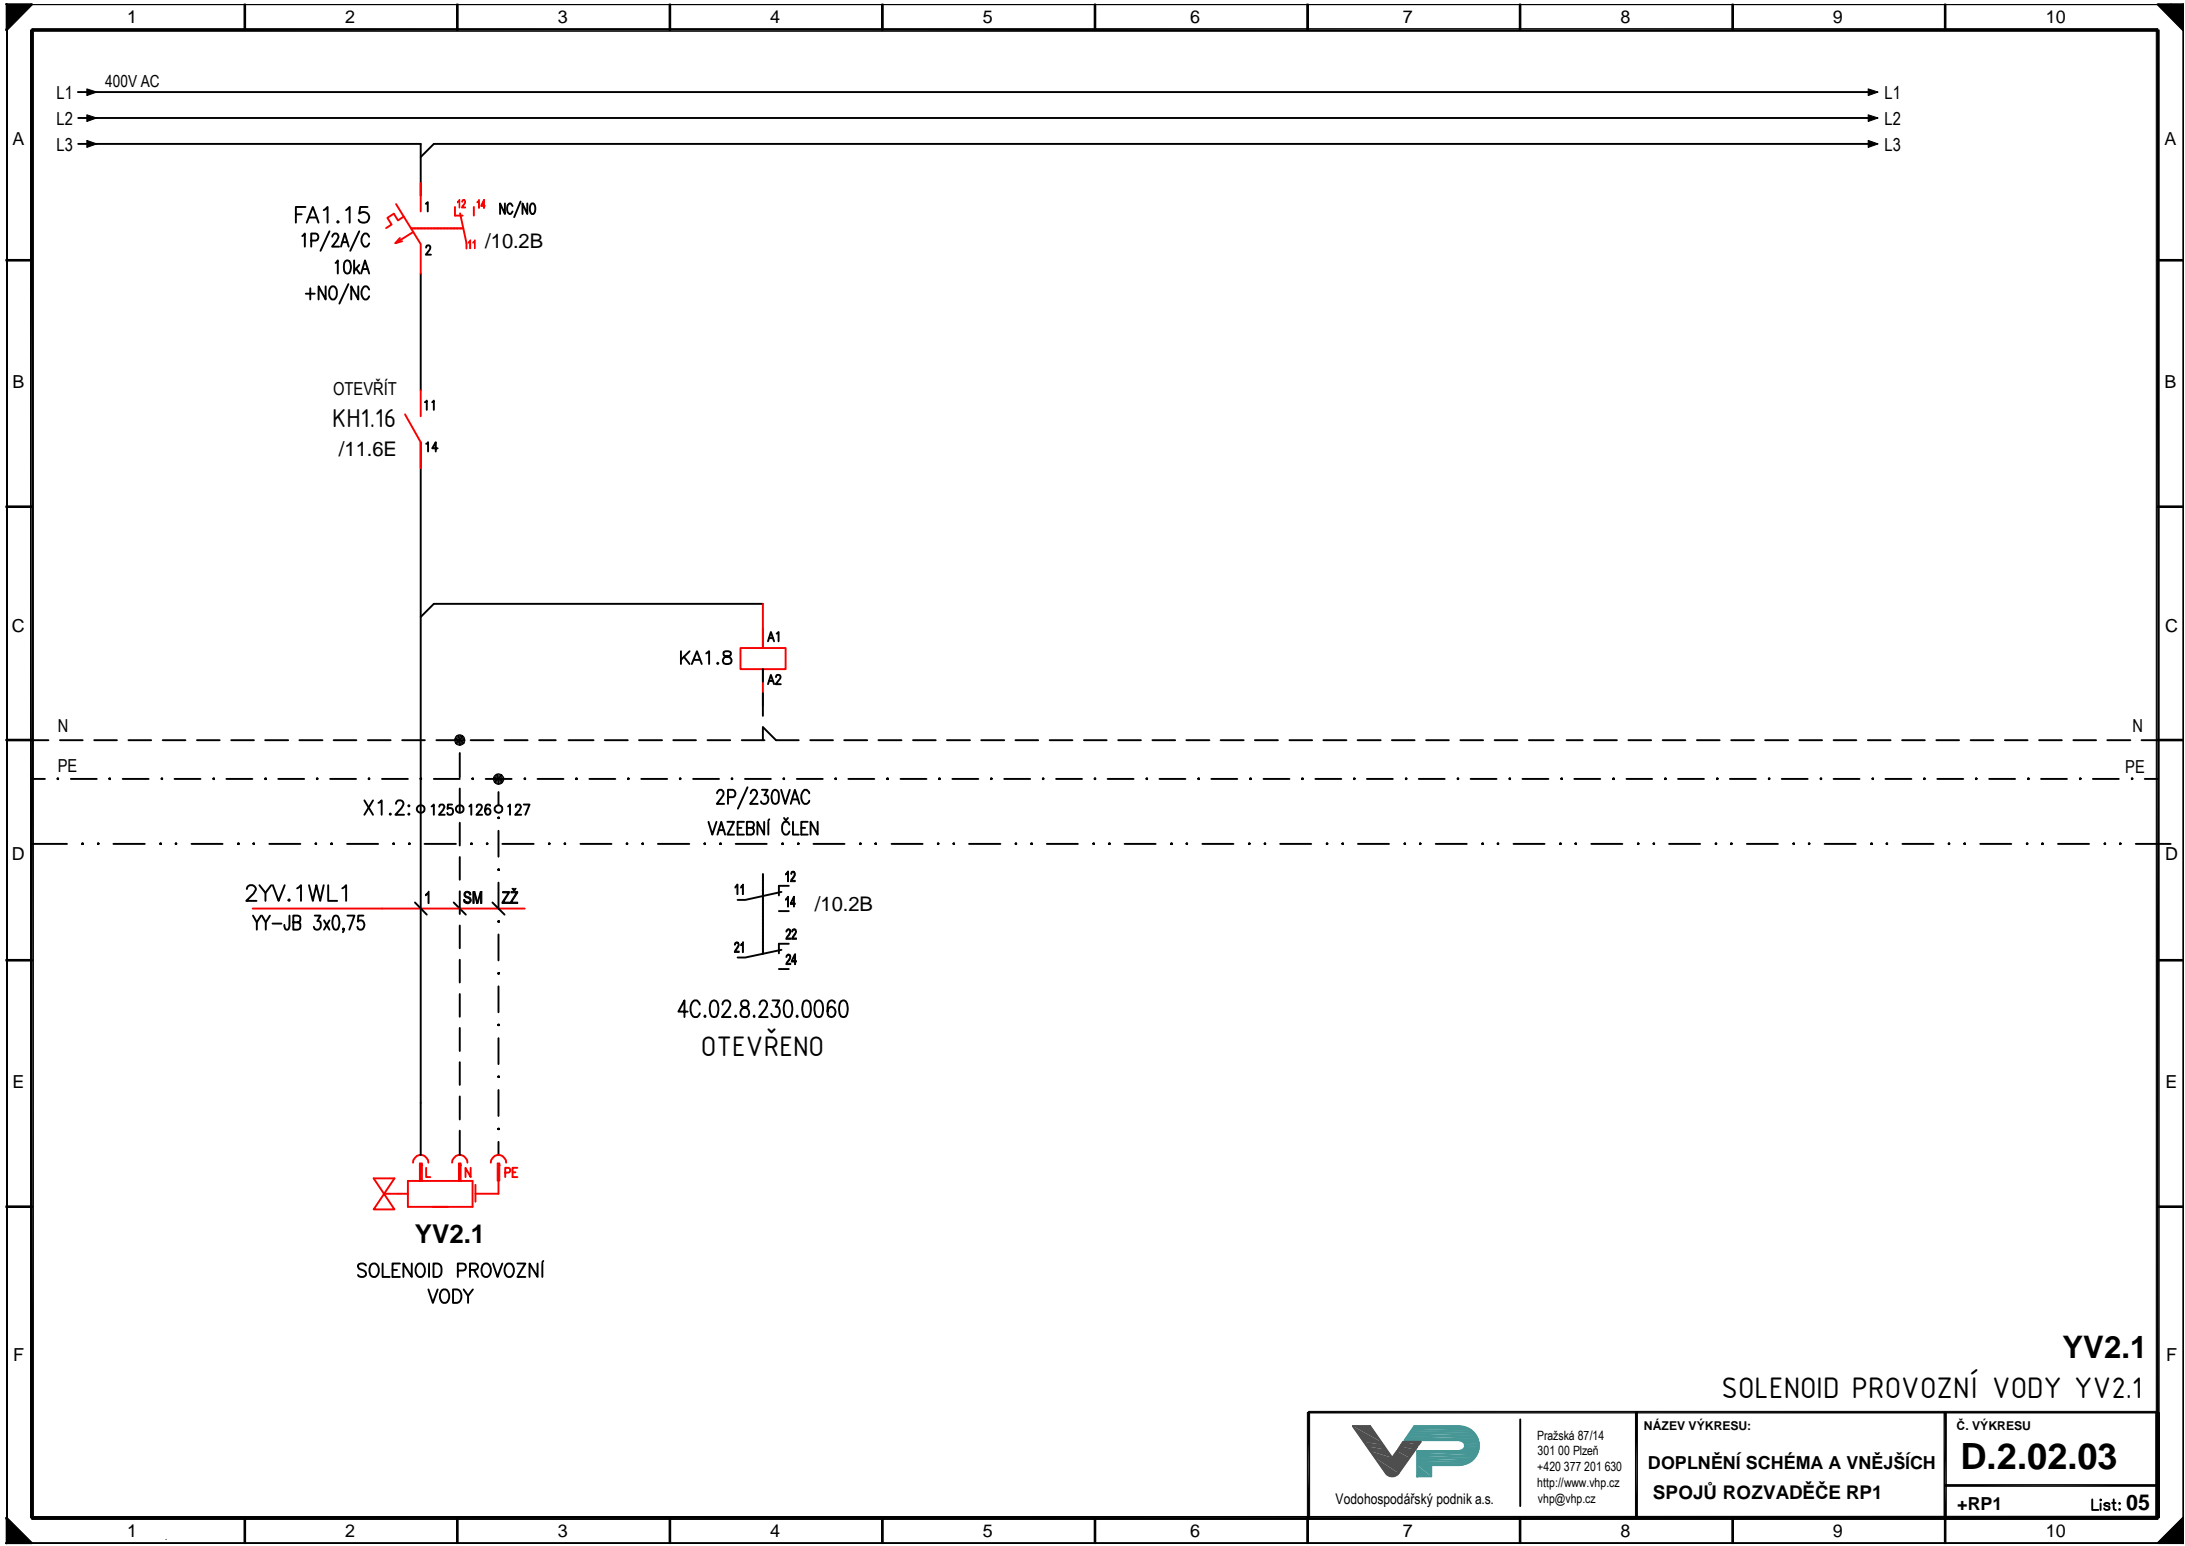 1 2 3 4 5 6 7 8 9 10
400V AC
L1 L1
L2 L2
L3 L3
A A
FA1.15
1P/2A/C
10kA
+NO/NC
1
2
12 14 NC/NO
11 /10.2B
B B
OTEVŘÍT
KH1.16
/11.6E
11
14
C C
KA1.8
A1
A2
N N
PE PE
X1.2: 125 126 127
2P/230VAC
VAZEBNÍ ČLEN
D D
2YV.1WL1
YY-JB 3x0,75
1 SM ZŽ
11 12
14 /10.2B
21 22
24
4C.02.8.230.0060
OTEVŘENO
E E
L N PE
YV2.1
SOLENOID PROVOZNÍ
VODY
F F
YV2.1
SOLENOID PROVOZNÍ VODY YV2.1
VP
Vodohospodářský podnik a.s.
Pražská 87/14
301 00 Plzeň
+420 377 201 630
http://www.vhp.cz
vhp@vhp.cz
NÁZEV VÝKRESU:
DOPLNĚNÍ SCHÉMA A VNĚJŠÍCH
SPOJŮ ROZVADĚČE RP1
Č. VÝKRESU
D.2.02.03
+RP1 List: 05
1 2 3 4 5 6 7 8 9 10